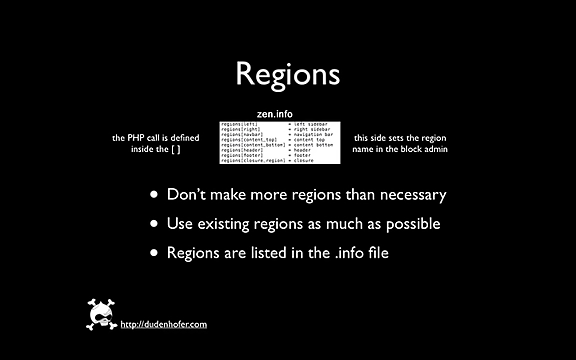 Regions
zen.info
the PHP call is defined
inside the [ ]
regions[left] = left sidebar
regions[right] = right sidebar
regions[navbar] = navigation bar
regions[content_top] = content top
regions[content_bottom] = content bottom
regions[header] = header
regions[footer] = footer
regions[closure_region] = closure
this side sets the region
name in the block admin
• Don't make more regions than necessary
• Use existing regions as much as possible
• Regions are listed in the .info file
http://dudenhofer.com